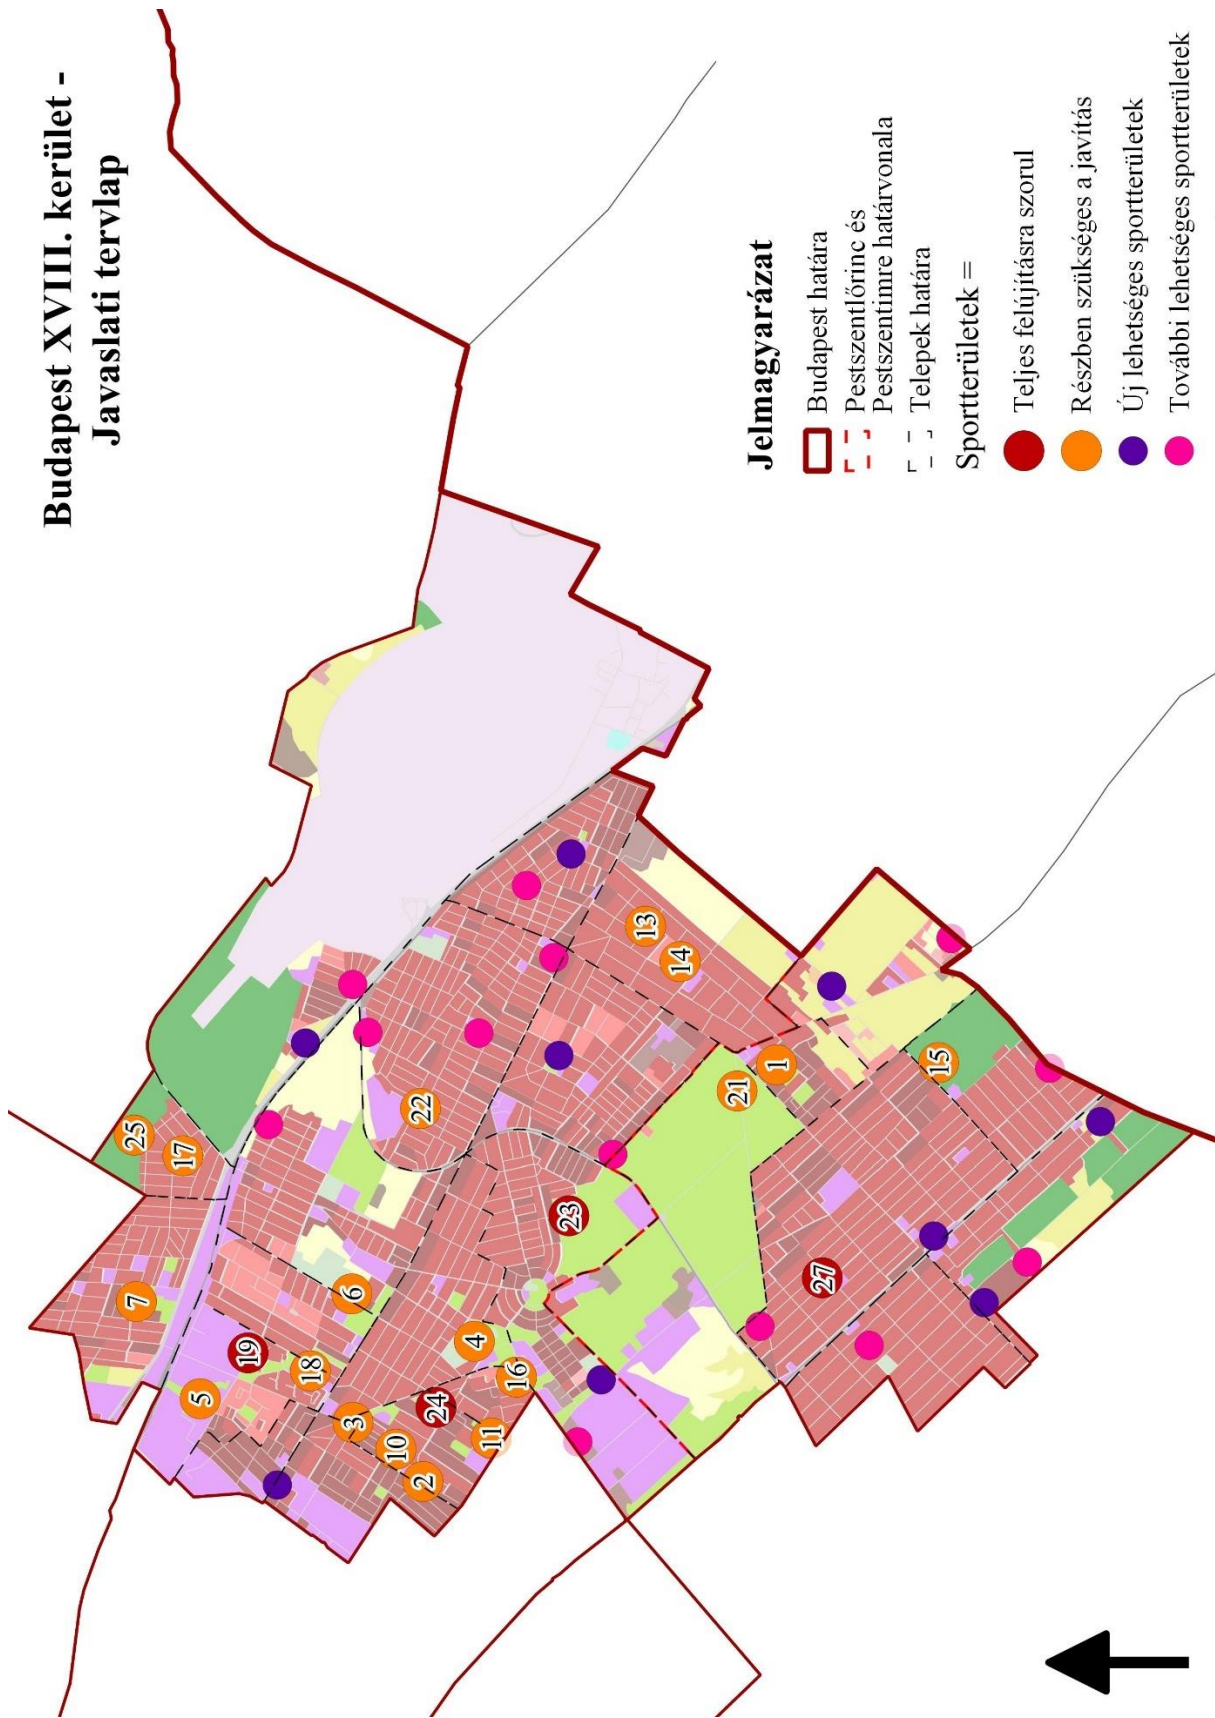 Budapest XVIII. kerület -
Javaslati tervlap
Jelmagyarázat
Budapest határa
Pestszentlőrinc és
Pestszentimre határvonala
Telepek határa
Sportterületek =
Teljes felújításra szorul
Részben szükséges a javítás
Új lehetséges sportterületek
További lehetséges sportterületek
25
17
7
5
19
18
6
22
3
10
2
24
11
4
16
23
13
14
21
1
15
27